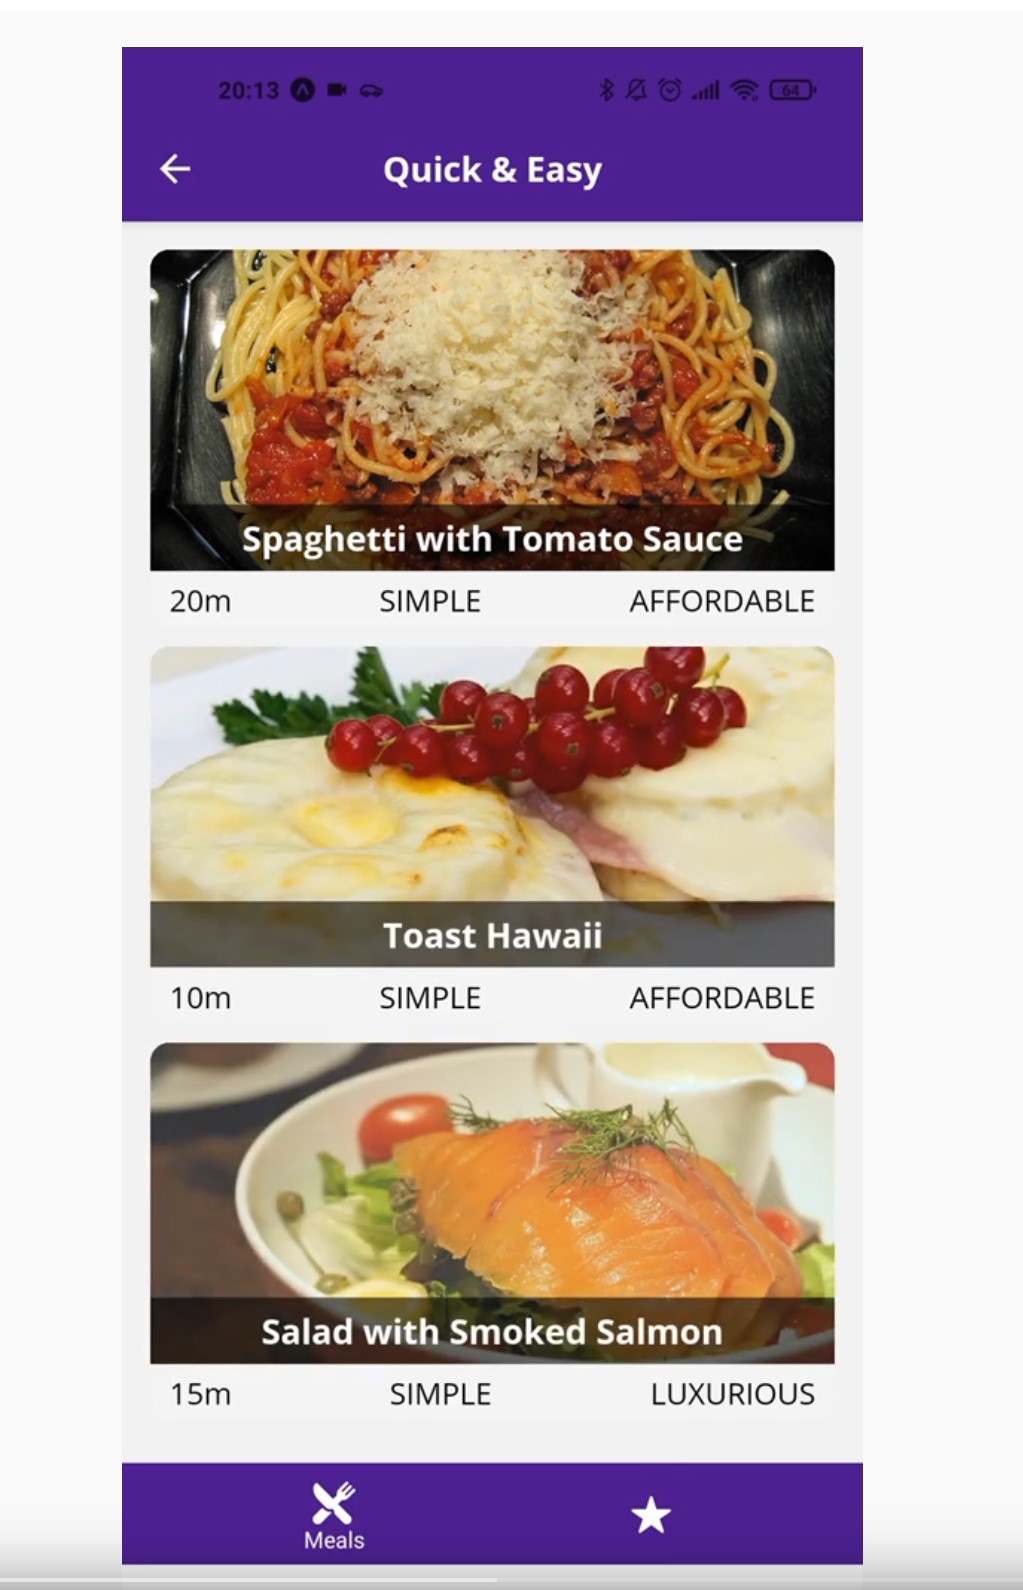 20:13 64
Quick & Easy
Spaghetti with Tomato Sauce
20m SIMPLE AFFORDABLE
Toast Hawaii
10m SIMPLE AFFORDABLE
Salad with Smoked Salmon
15m SIMPLE LUXURIOUS
Meals